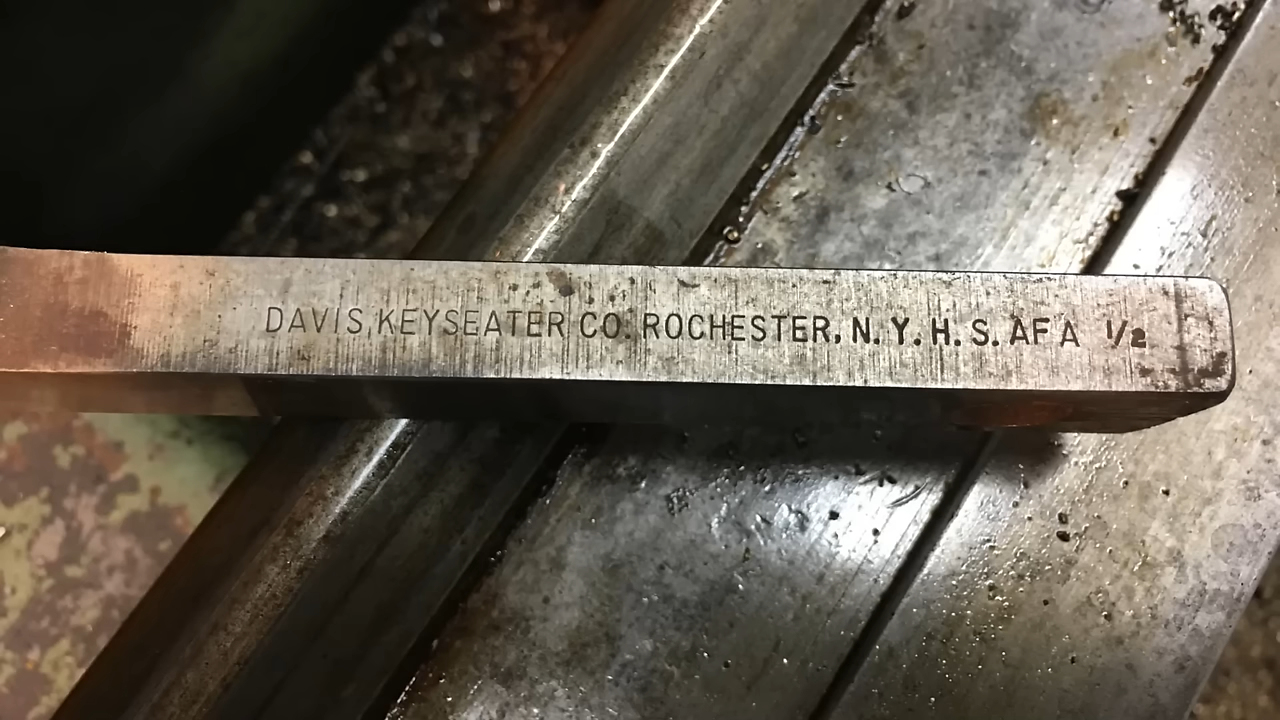 DAVIS KEYSEATER CO. ROCHESTER, N. Y. H. S. AFA 1/2